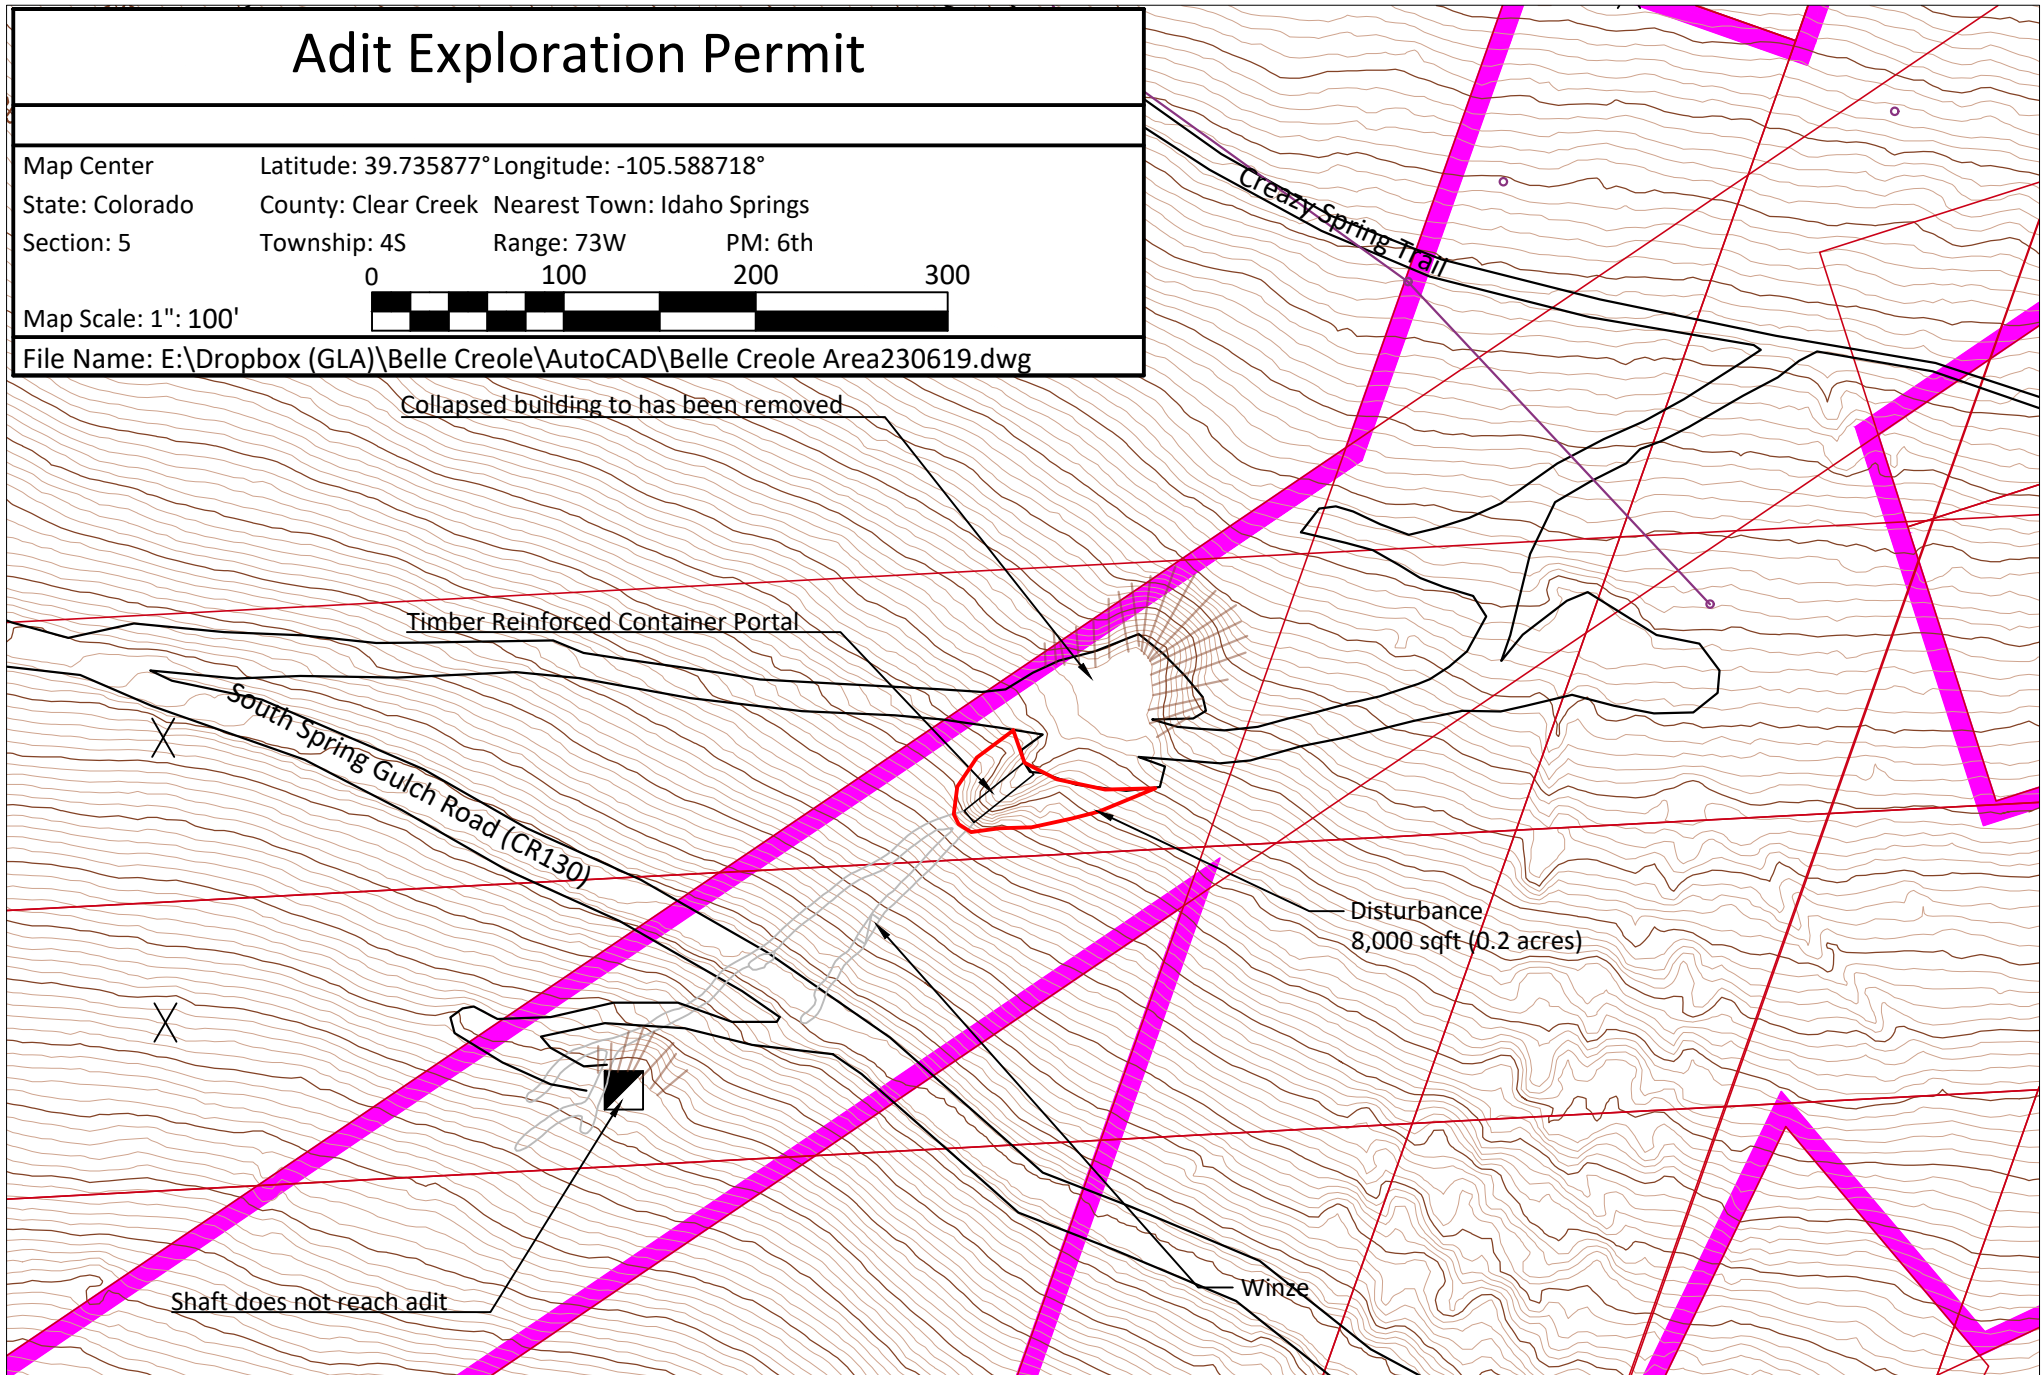 Adit Exploration Permit
Map Center Latitude: 39.735877° Longitude: -105.588718°
State: Colorado County: Clear Creek Nearest Town: Idaho Springs
Section: 5 Township: 4S Range: 73W PM: 6th
0 100 200 300
Map Scale: 1": 100'
File Name: E:\Dropbox (GLA)\Belle Creole\AutoCAD\Belle Creole Area230619.dwg
Creazy Spring Trail
Collapsed building to has been removed
Timber Reinforced Container Portal
South Spring Gulch Road (CR130)
Disturbance
8,000 sqft (0.2 acres)
Winze
Shaft does not reach adit